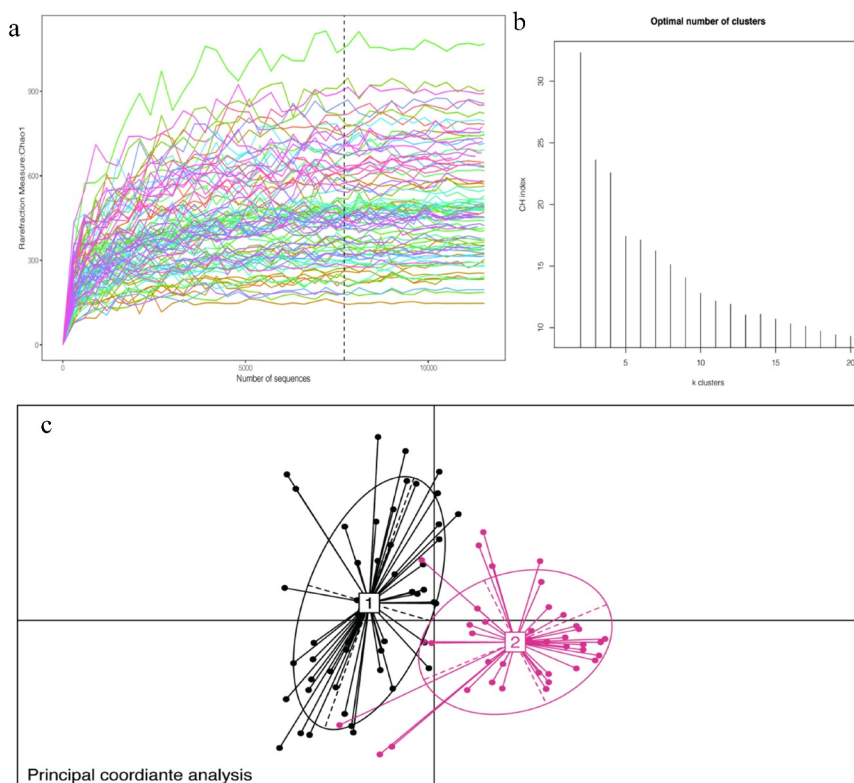 a
Rarefraction Measure:Chao1
900
600
300
0
0 5000 10000
Number of sequences
b
Optimal number of clusters
CH index
30
25
20
15
10
5 10 15 20
k clusters
c
1
2
Principal coordiante analysis